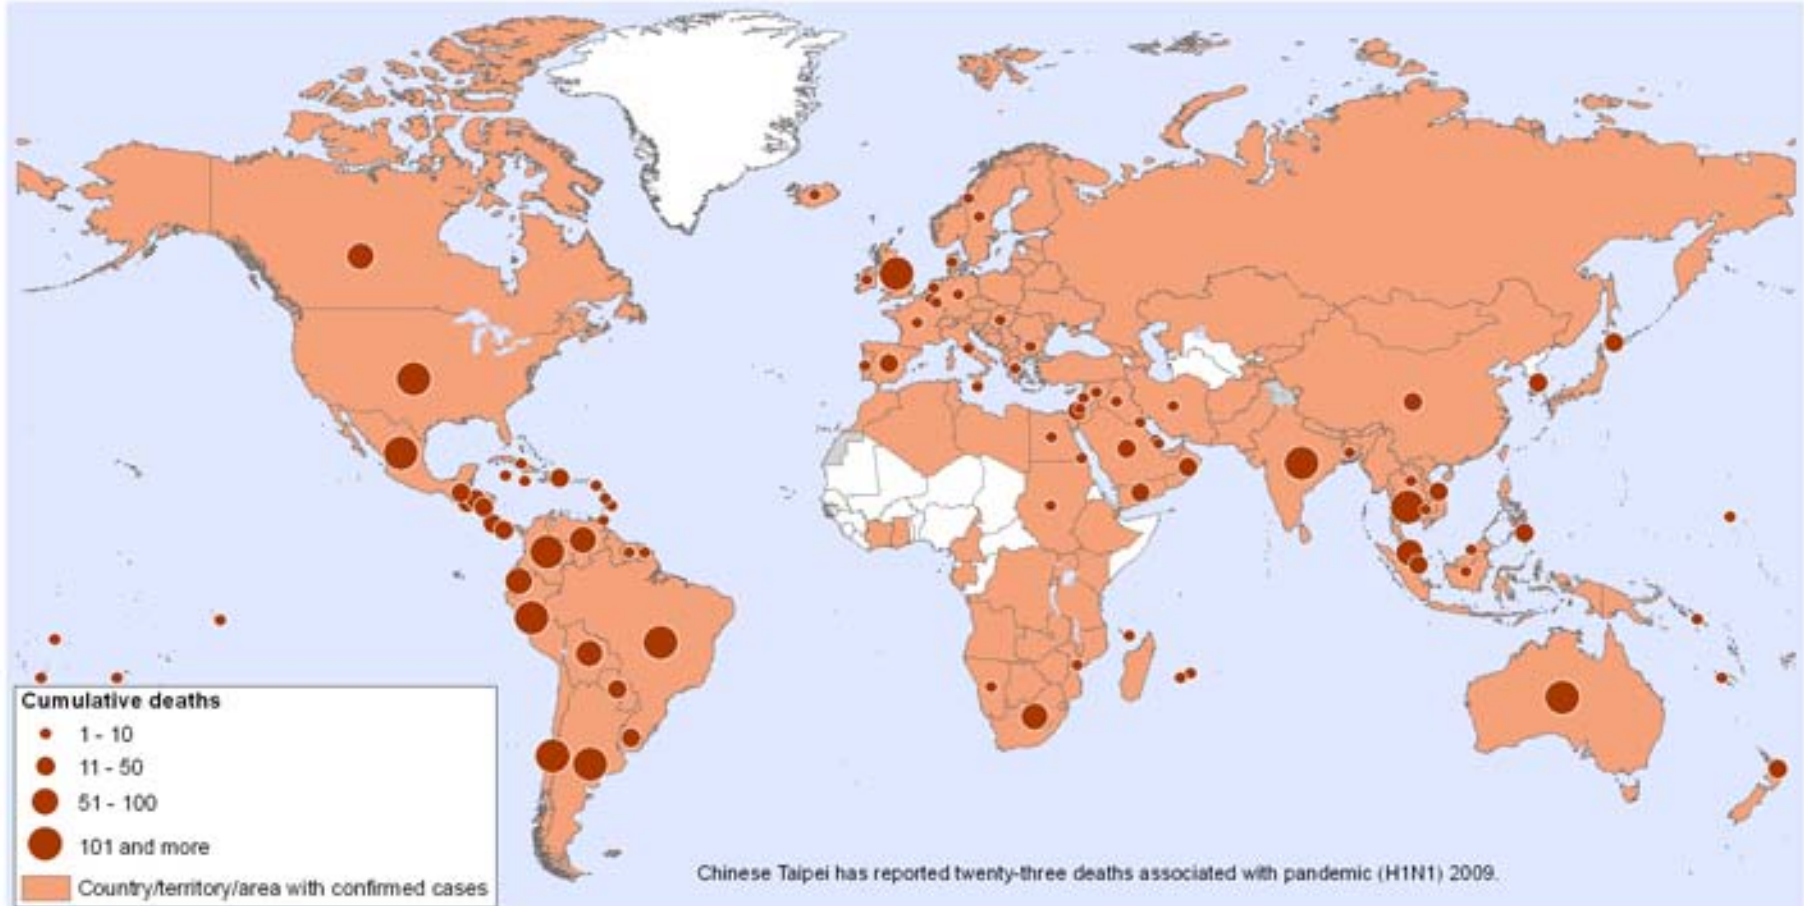 Cumulative deaths
1 - 10
11 - 50
51 - 100
101 and more
Country/territory/area with confirmed cases
Chinese Taipei has reported twenty-three deaths associated with pandemic (H1N1) 2009.